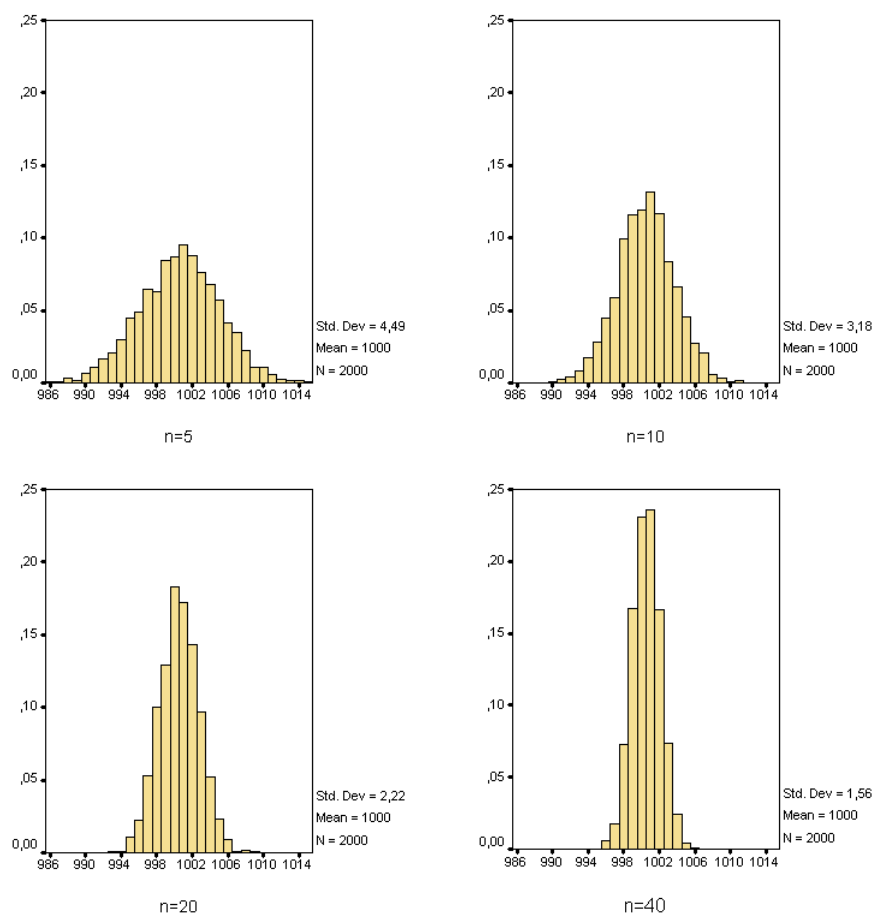 ,25
,20
,15
,10
,05
0,00
986 990 994 998 1002 1006 1010 1014
Std. Dev = 4,49
Mean = 1000
N = 2000
n=5
,25
,20
,15
,10
,05
0,00
986 990 994 998 1002 1006 1010 1014
Std. Dev = 3,18
Mean = 1000
N = 2000
n=10
,25
,20
,15
,10
,05
0,00
986 990 994 998 1002 1006 1010 1014
Std. Dev = 2,22
Mean = 1000
N = 2000
n=20
,25
,20
,15
,10
,05
0,00
986 990 994 998 1002 1006 1010 1014
Std. Dev = 1,56
Mean = 1000
N = 2000
n=40